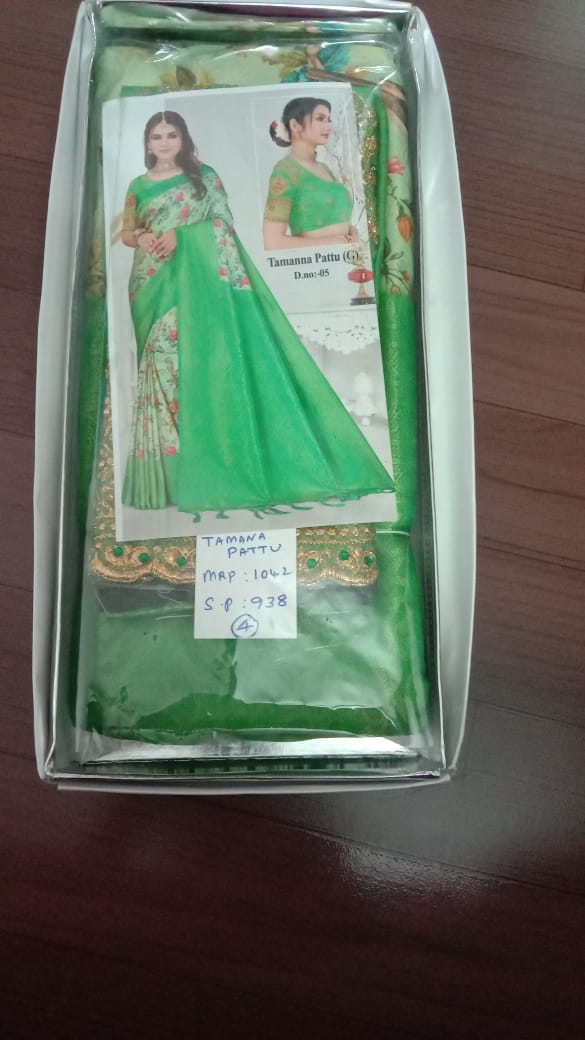 Tamanna Pattu (G)
D.no:-05
TAMANA
PATTU
MRP : 1042
S.P : 938
4